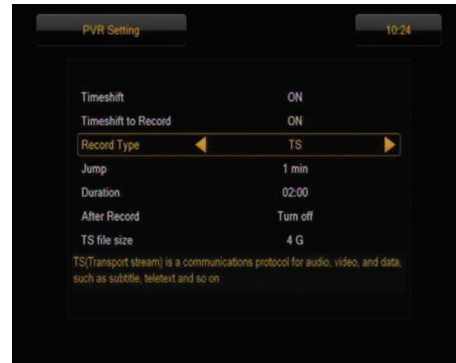 PVR Setting 10:24
Timeshift ON
Timeshift to Record ON
Record Type TS
Jump 1 min
Duration 02:00
After Record Turn off
TS file size 4 G
TS(Transport stream) is a communications protocol for audio, video, and data,
such as subtitle, teletext and so on